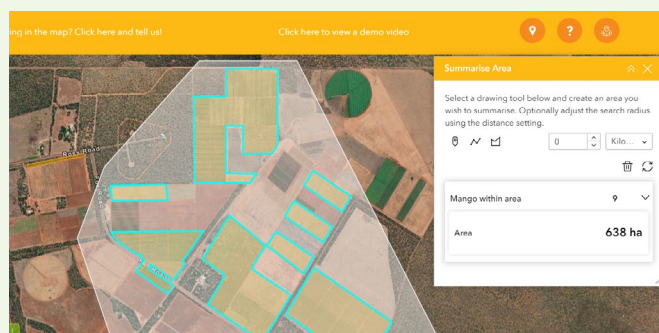 ing in the map? Click here and tell us!
Click here to view a demo video
?
Summarise Area
Select a drawing tool below and create an area you
wish to summarise. Optionally adjust the search radius
using the distance setting.
0
Kilo...
Mango within area 9
Area 638 ha
Ross Road